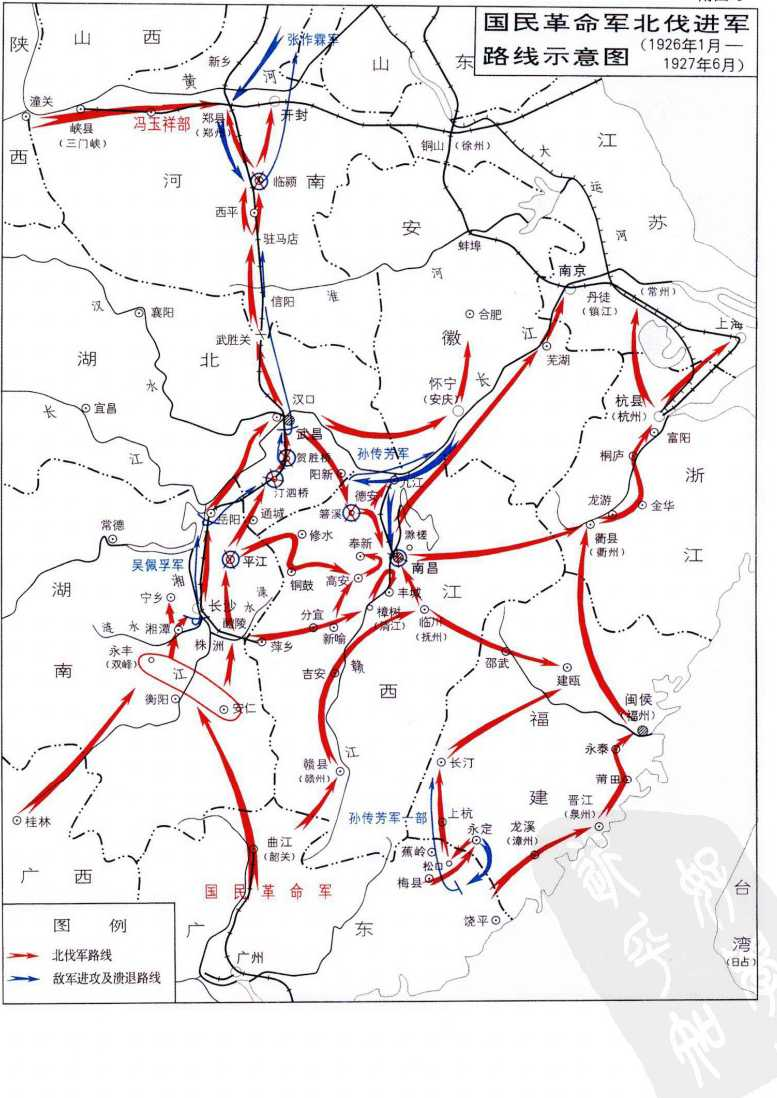 国民革命军北伐进军
路线示意图
(1926年1月—
1927年6月)
陕
山
西
新乡
张作霖军
山
东
黄
河
潼关
峡县
(三门峡)
冯玉祥部
郑县
(郑州)
开封
铜山
(徐州)
江
西
大
运
河
河
南
临颍
西平
安
苏
驻马店
蚌埠
南京
淮
河
信阳
丹徒
(镇江)
(常州)
汉
襄阳
合肥
上海
武胜关
湖
北
徽
江
水
芜湖
长
宜昌
怀宁
(安庆)
长
杭县
(杭州)
汉口
武昌
富阳
江
贺胜桥
孙传芳军
桐庐
阳新
九江
浙
汀泗桥
德安
龙游
金华
岳阳
通城
箬溪
常德
修水
滁槎
衢县
(衢州)
奉新
吴佩孚军
平江
南昌
江
湖
湘
铜鼓
高安
宁乡
渌
丰城
江
长沙
水
分宜
樟树
(清江)
临川
(抚州)
涟
水
湘潭
醴陵
株
洲
新喻
永丰
(双峰)
萍乡
邵武
南
江
吉安
赣
建瓯
西
衡阳
安仁
闽侯
(福州)
福
江
永泰
赣县
(赣州)
长汀
莆田
建
晋江
(泉州)
桂林
孙传芳军一部
上杭
龙溪
(漳州)
永定
曲江
(韶关)
蕉岭
松口
广
西
梅县
国民革命军
台
湾
(日占)
饶平
图例
广
东
北伐军路线
广州
敌军进攻及溃退路线